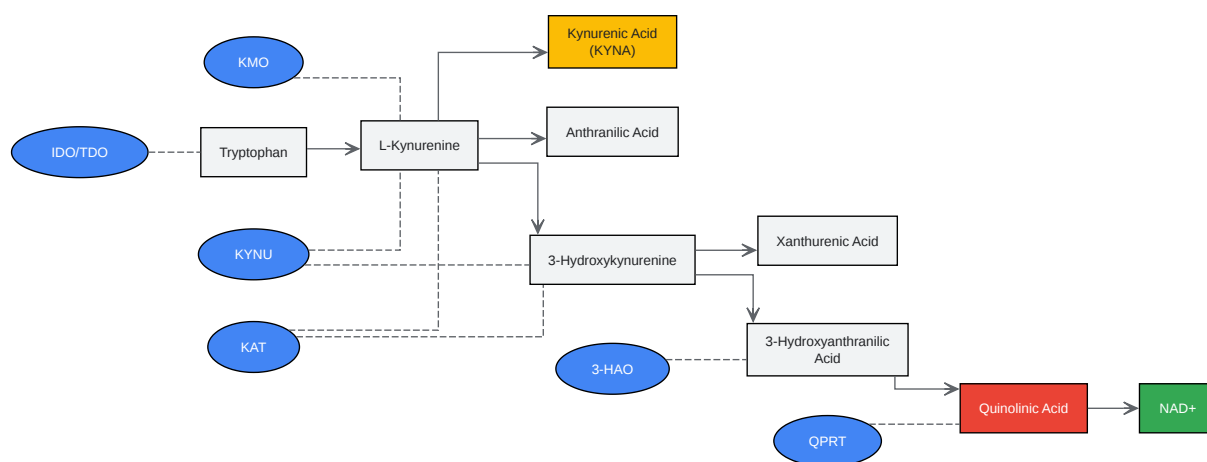 Kynurenic Acid
(KYNA)
KMO
Anthranilic Acid
L-Kynurenine
IDO/TDO
Tryptophan
Xanthurenic Acid
KYNU
3-Hydroxykynurenine
3-Hydroxyanthranilic
Acid
KAT
3-HAO
Quinolinic Acid
NAD+
QPRT